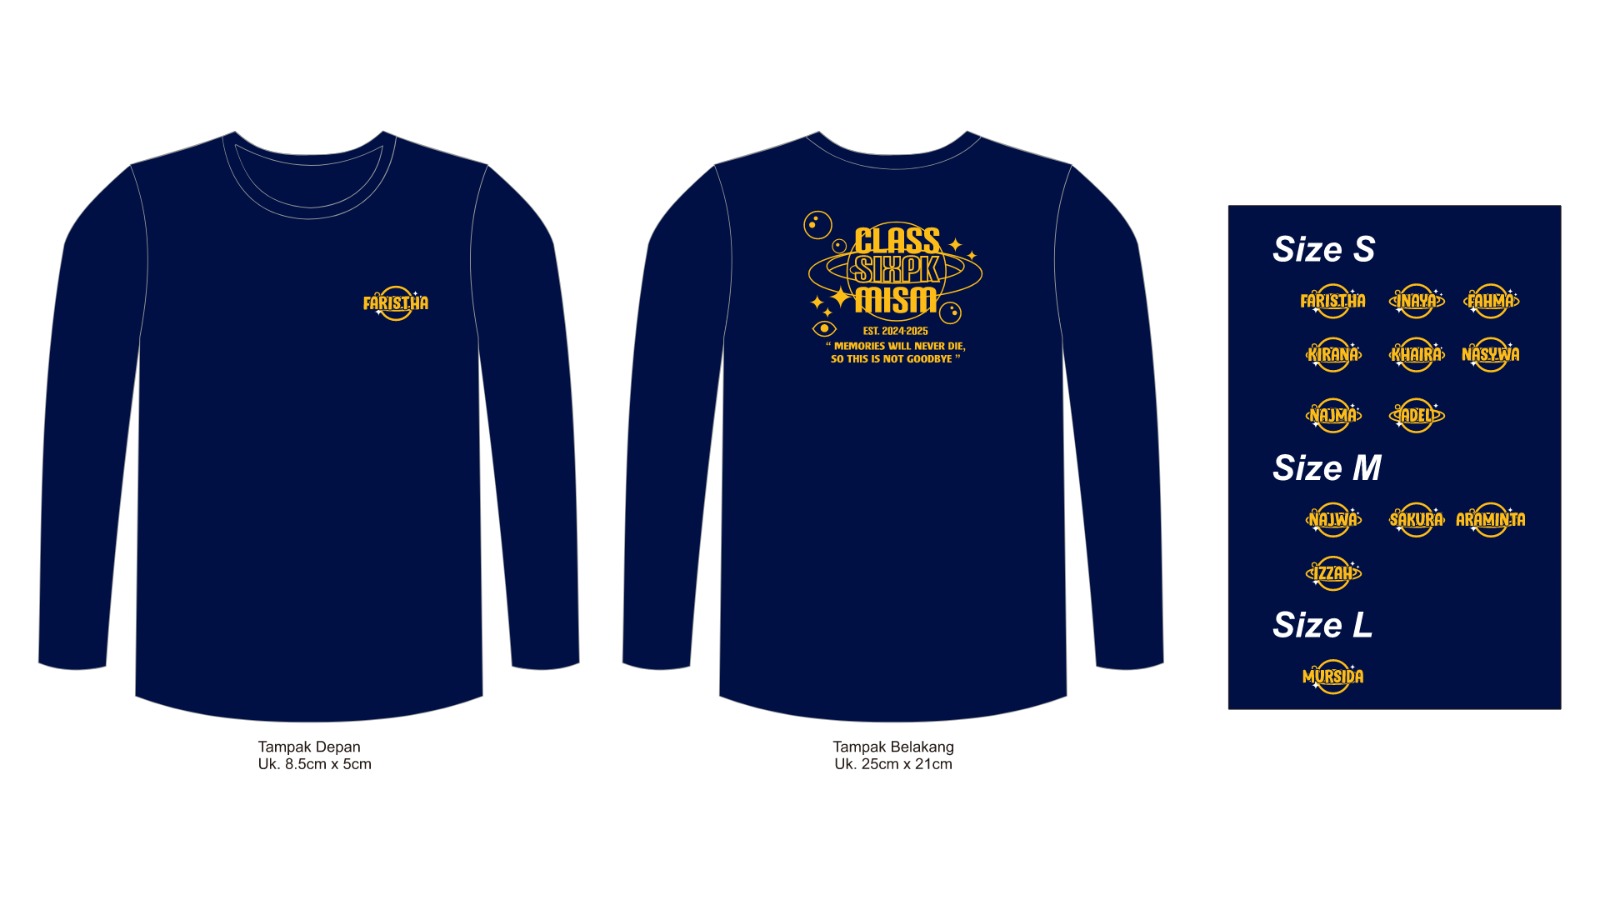 FARISTHA
Tampak Depan
Uk. 8.5cm x 5cm
CLASS
SIXPK
MISM
EST. 2024-2025
“ MEMORIES WILL NEVER DIE,
SO THIS IS NOT GOODBYE ”
Tampak Belakang
Uk. 25cm x 21cm
Size S
FARISTHA INAYA FAHMA
KIRANA KHAIRA NASYWA
NAJMA ADEL
Size M
NAJWA SAKURA ARAMINTA
IZZAH
Size L
MURSIDA